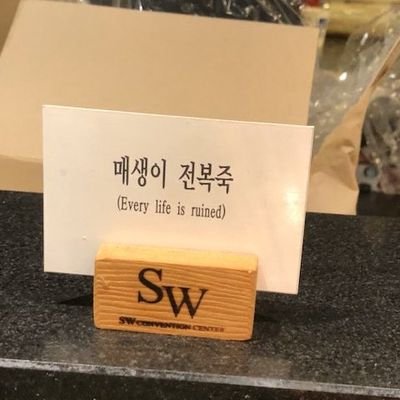 매생이 전복죽
(Every life is ruined)
SW
SW CONVENTION CENTER